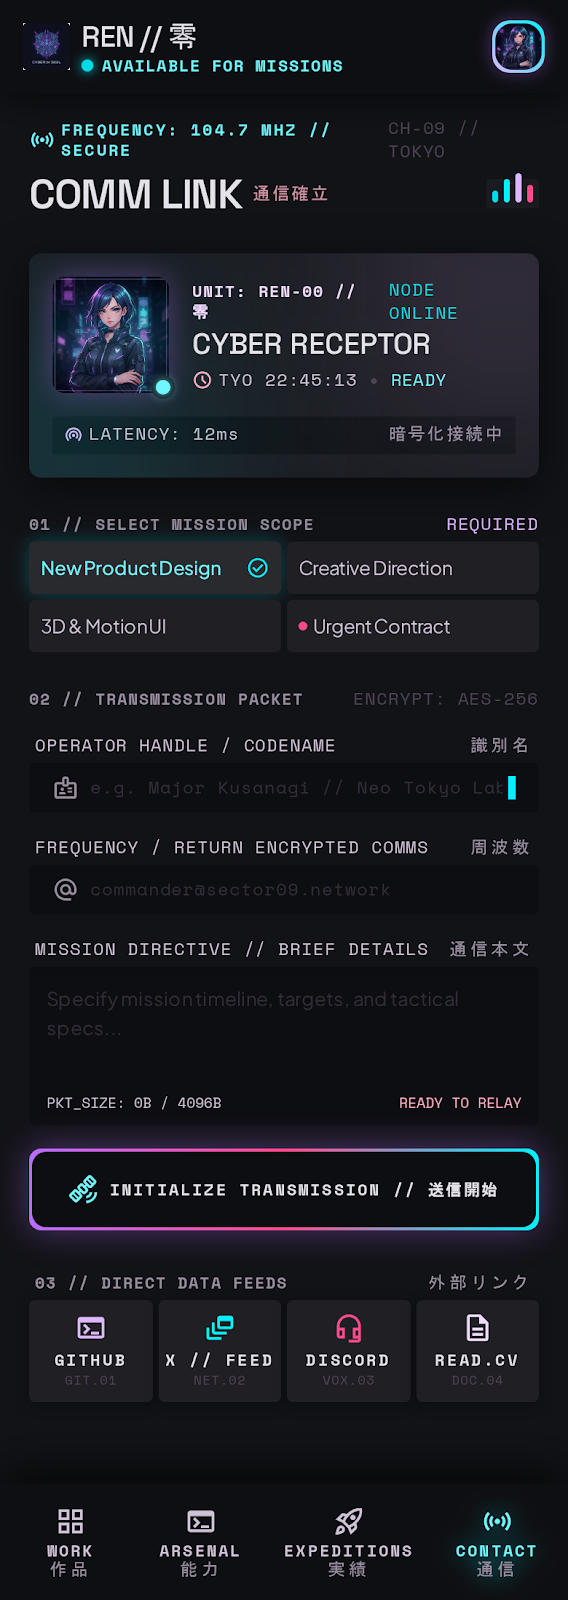 REN // 零
AVAILABLE FOR MISSIONS
FREQUENCY: 104.7 MHZ //
SECURE
CH-09 //
TOKYO
COMM LINK 通信確立
UNIT: REN-00 //
零
NODE
ONLINE
CYBER RECEPTOR
TYO 22:45:13 • READY
LATENCY: 12ms
暗号化接続中
01 // SELECT MISSION SCOPE
REQUIRED
New Product Design
Creative Direction
3D & Motion UI
Urgent Contract
02 // TRANSMISSION PACKET
ENCRYPT: AES-256
OPERATOR HANDLE / CODENAME
識別名
e.g. Major Kusanagi // Neo Tokyo Lab
FREQUENCY / RETURN ENCRYPTED COMMS
周波数
commander@sector09.network
MISSION DIRECTIVE // BRIEF DETAILS
通信本文
Specify mission timeline, targets, and tactical
specs...
PKT_SIZE: 0B / 4096B
READY TO RELAY
INITIALIZE TRANSMISSION // 送信開始
03 // DIRECT DATA FEEDS
外部リンク
GITHUB
GIT.01
X // FEED
NET.02
DISCORD
VOX.03
READ.CV
DOC.04
WORK
作品
ARSENAL
能力
EXPEDITIONS
実績
CONTACT
通信